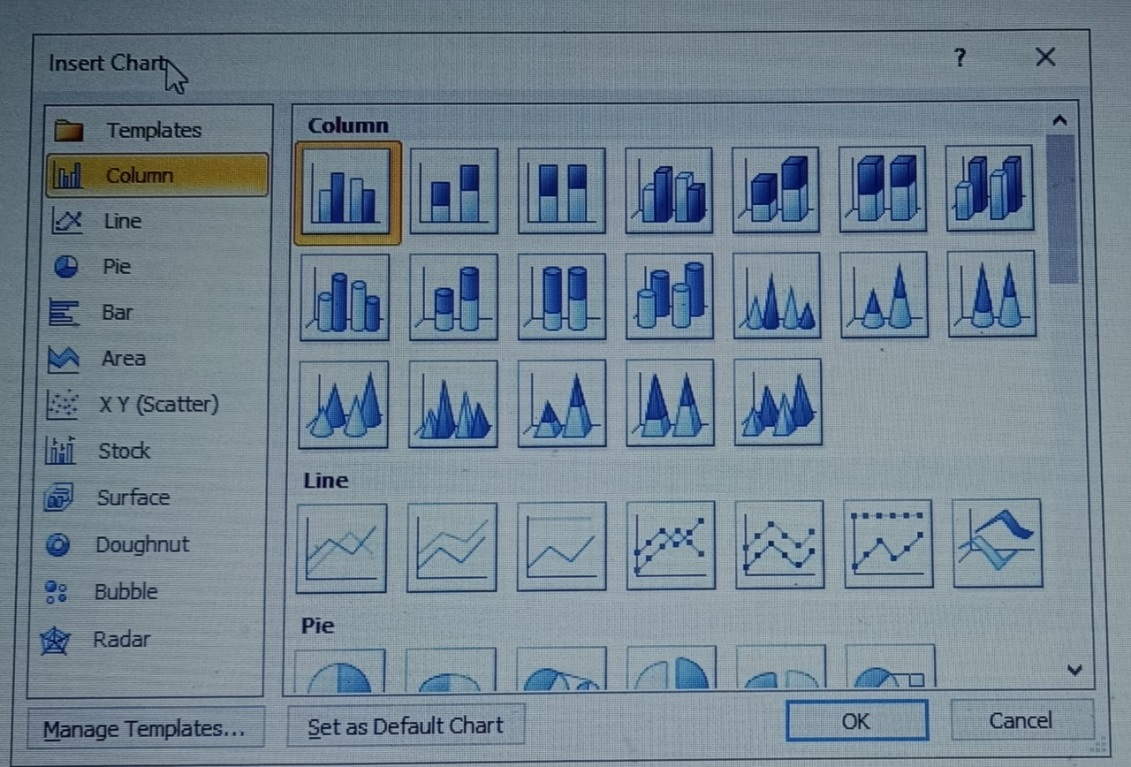 Insert Chart
?
Templates
Column
Line
Pie
Bar
Area
X Y (Scatter)
Stock
Surface
Doughnut
Bubble
Radar
Column
Line
Pie
Manage Templates...
Set as Default Chart
OK
Cancel